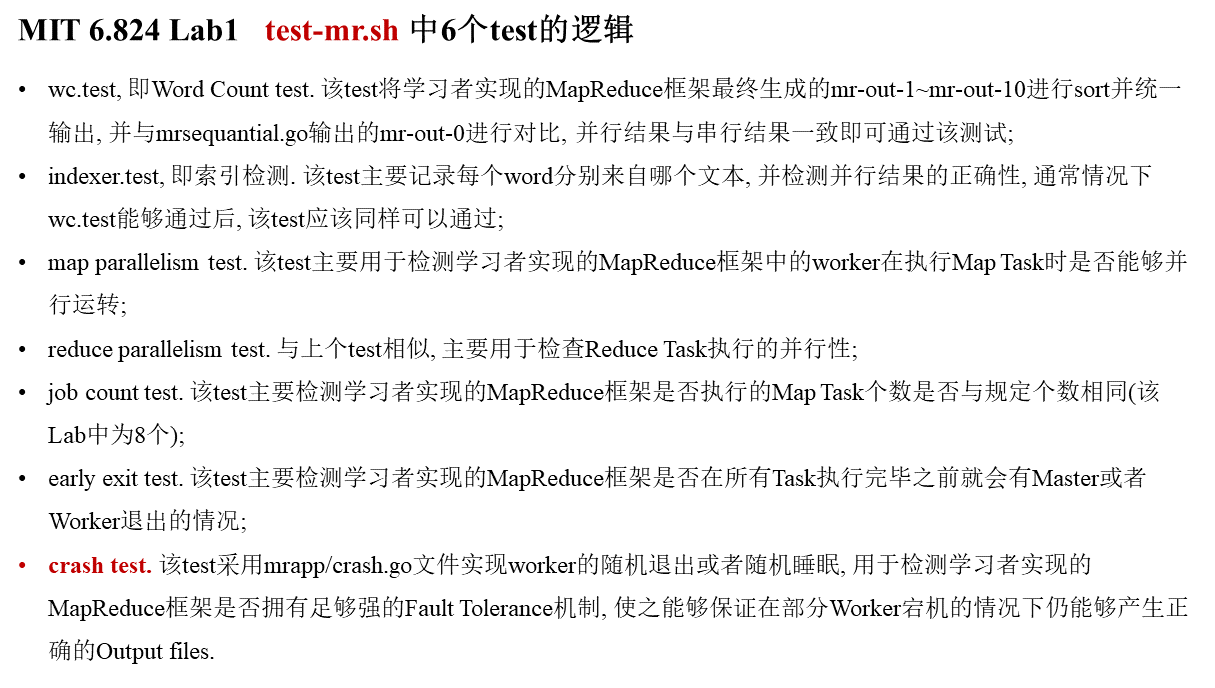 MIT 6.824 Lab1 test-mr.sh 中6个test的逻辑
• wc.test, 即Word Count test. 该test将学习者实现的MapReduce框架最终生成的mr-out-1~mr-out-10进行sort并统一
输出, 并与mrsequantial.go输出的mr-out-0进行对比, 并行结果与串行结果一致即可通过该测试;
• indexer.test, 即索引检测. 该test主要记录每个word分别来自哪个文本, 并检测并行结果的正确性, 通常情况下
wc.test能够通过后, 该test应该同样可以通过;
• map parallelism test. 该test主要用于检测学习者实现的MapReduce框架中的worker在执行Map Task时是否能够并
行运转;
• reduce parallelism test. 与上个test相似, 主要用于检查Reduce Task执行的并行性;
• job count test. 该test主要检测学习者实现的MapReduce框架是否执行的Map Task个数是否与规定个数相同(该
Lab中为8个);
• early exit test. 该test主要检测学习者实现的MapReduce框架是否在所有Task执行完毕之前就会有Master或者
Worker退出的情况;
• crash test. 该test采用mrapp/crash.go文件实现worker的随机退出或者随机睡眠, 用于检测学习者实现的
MapReduce框架是否拥有足够强的Fault Tolerance机制, 使之能够保证在部分Worker宕机的情况下仍能够产生正
确的Output files.